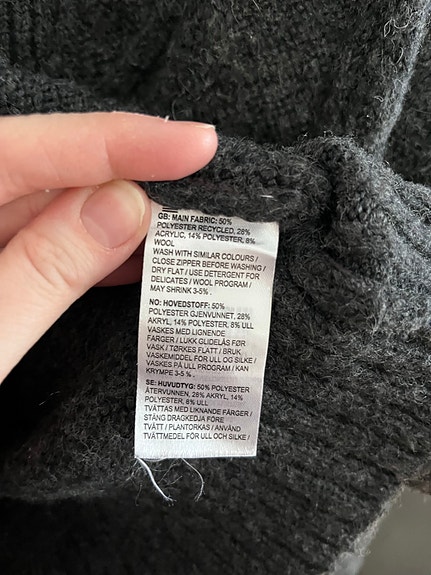 GB: MAIN FABRIC: 50%
POLYESTER RECYCLED, 28%
ACRYLIC, 14% POLYESTER, 8%
WOOL
WASH WITH SIMILAR COLOURS /
CLOSE ZIPPER BEFORE WASHING /
DRY FLAT / USE DETERGENT FOR
DELICATES / WOOL PROGRAM /
MAY SHRINK 3-5% .
NO: HOVEDSTOFF: 50%
POLYESTER GJENVUNNET, 28%
AKRYL, 14% POLYESTER, 8% ULL
VASKES MED LIGNENDE
FARGER / LUKK GLIDELÅS FØR
VASK / TØRKES FLATT / BRUK
VASKEMIDDEL FOR ULL OG SILKE /
VASKES PÅ ULL PROGRAM / KAN
KRYMPE 3-5 % .
SE: HUVUDTYG: 50% POLYESTER
ÅTERVUNNEN, 28% AKRYL, 14%
POLYESTER, 8% ULL
TVÄTTAS MED LIKNANDE FÄRGER /
STÄNG DRAGKEDJA FÖRE
TVÄTT / PLANTORKAS / ANVÄND
TVÄTTMEDEL FÖR ULL OCH SILKE /